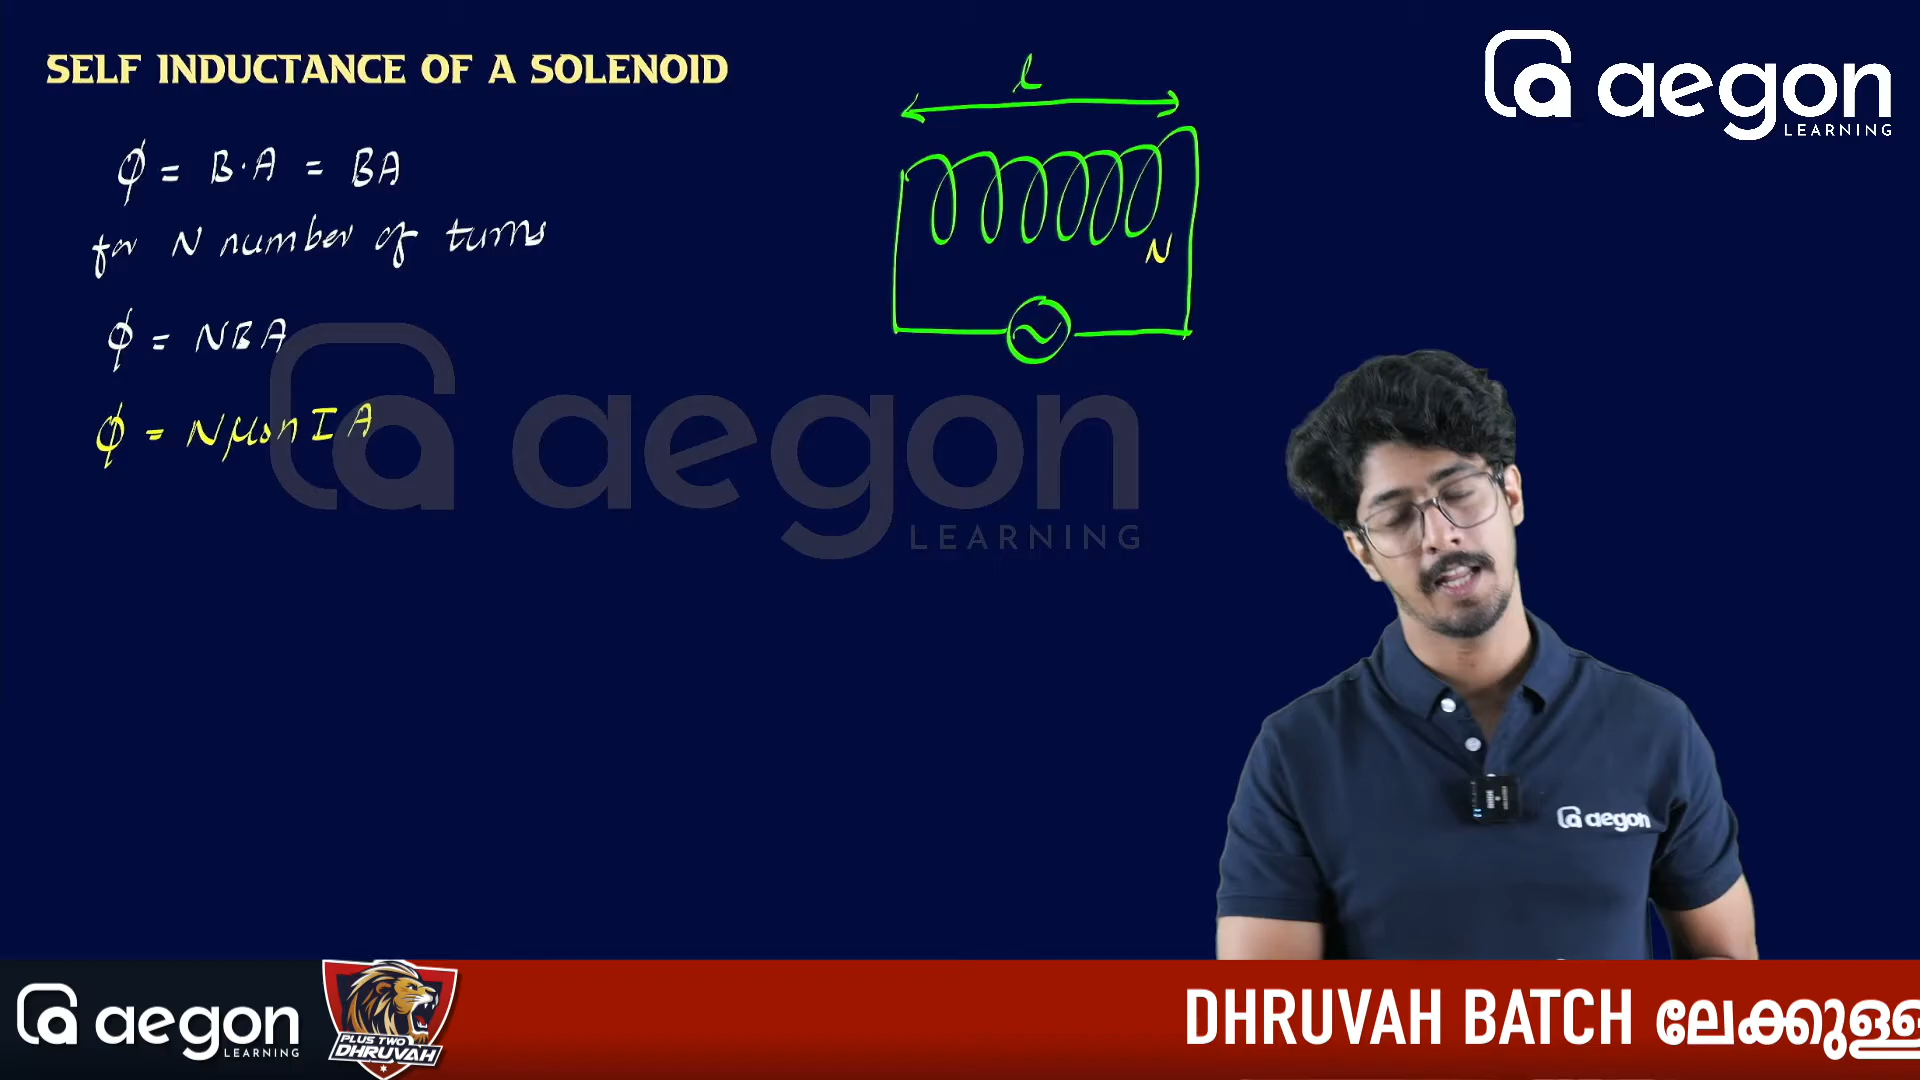 SELF INDUCTANCE OF A SOLENOID
ϕ = B·A = BA
for N number of turns
ϕ = NBA
ϕ = Nμ₀nIA
l
N
aegon
LEARNING
aegon
LEARNING
aegon
aegon
LEARNING
PLUS TWO
DHRUVAH
DHRUVAH BATCH ലേക്കുള്ള